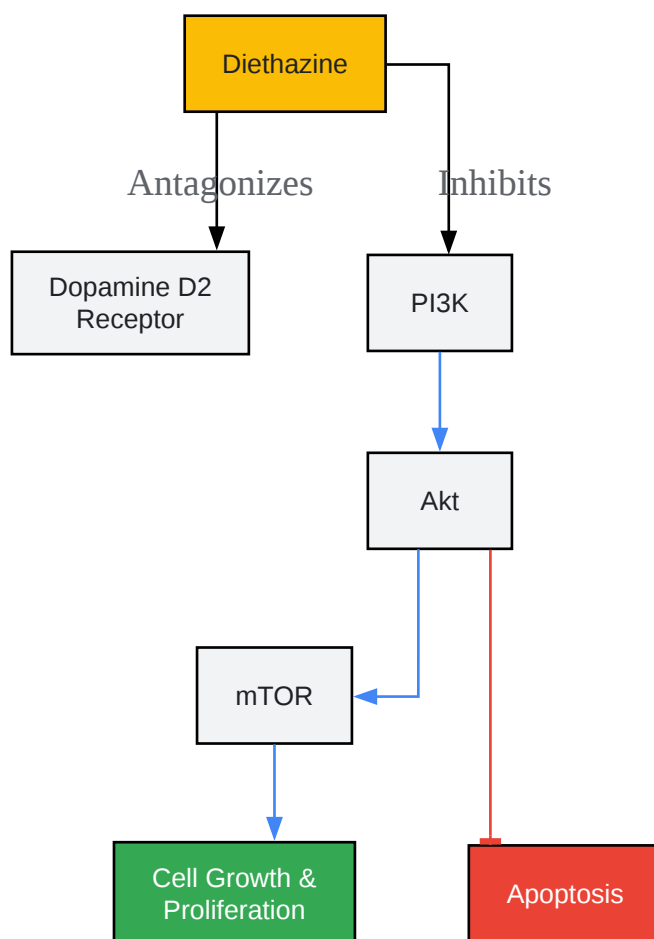 Diethazine
Antagonizes
Inhibits
Dopamine D2
Receptor
PI3K
Akt
mTOR
Cell Growth &
Proliferation
Apoptosis